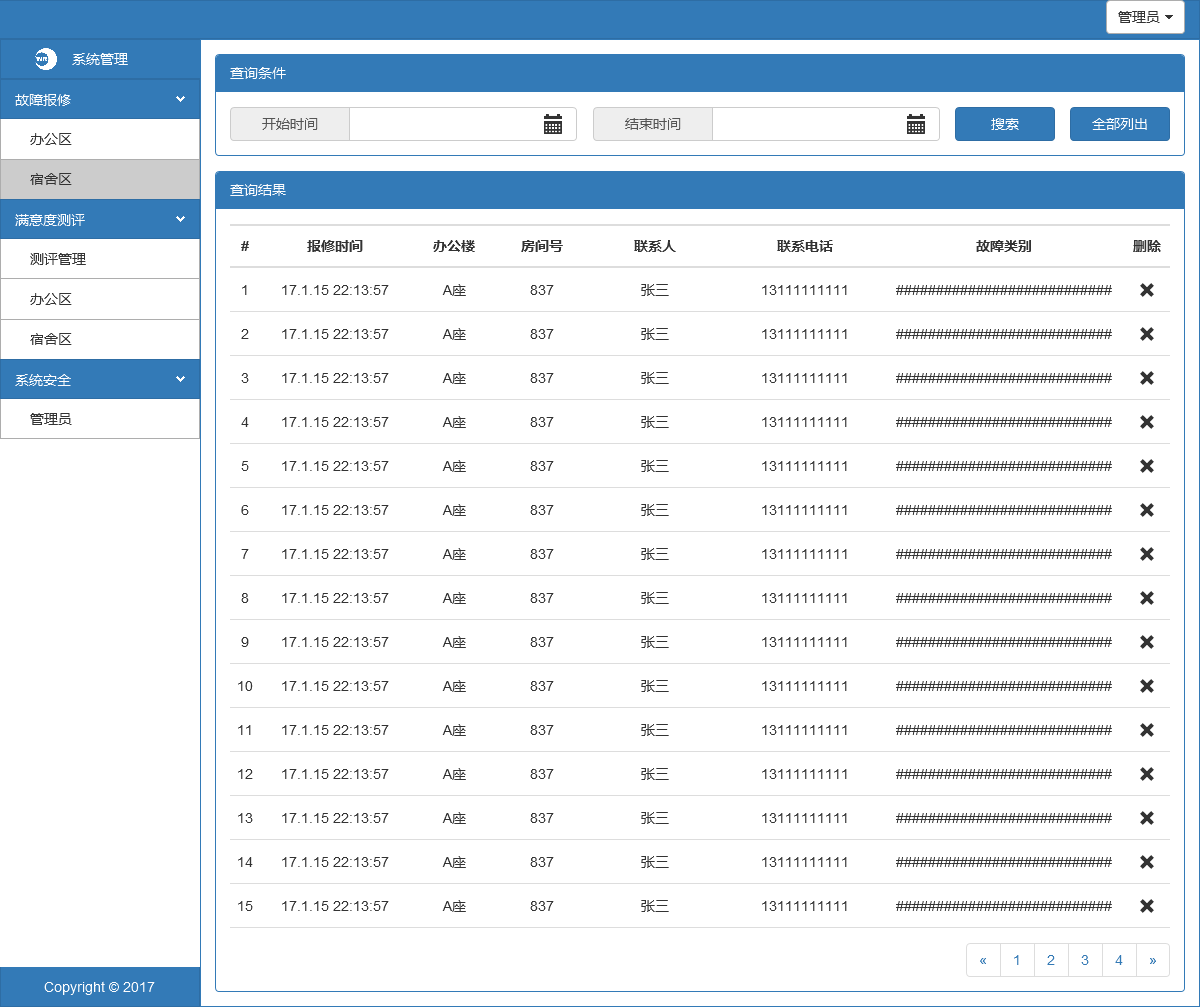 管理员
系统管理
故障报修
办公区
宿舍区
满意度测评
测评管理
办公区
宿舍区
系统安全
管理员
Copyright © 2017
查询条件
开始时间 结束时间 搜索 全部列出
查询结果
# 报修时间 办公楼 房间号 联系人 联系电话 故障类别 删除
1 17.1.15 22:13:57 A座 837 张三 13111111111 ###########################
2 17.1.15 22:13:57 A座 837 张三 13111111111 ###########################
3 17.1.15 22:13:57 A座 837 张三 13111111111 ###########################
4 17.1.15 22:13:57 A座 837 张三 13111111111 ###########################
5 17.1.15 22:13:57 A座 837 张三 13111111111 ###########################
6 17.1.15 22:13:57 A座 837 张三 13111111111 ###########################
7 17.1.15 22:13:57 A座 837 张三 13111111111 ###########################
8 17.1.15 22:13:57 A座 837 张三 13111111111 ###########################
9 17.1.15 22:13:57 A座 837 张三 13111111111 ###########################
10 17.1.15 22:13:57 A座 837 张三 13111111111 ###########################
11 17.1.15 22:13:57 A座 837 张三 13111111111 ###########################
12 17.1.15 22:13:57 A座 837 张三 13111111111 ###########################
13 17.1.15 22:13:57 A座 837 张三 13111111111 ###########################
14 17.1.15 22:13:57 A座 837 张三 13111111111 ###########################
15 17.1.15 22:13:57 A座 837 张三 13111111111 ###########################
« 1 2 3 4 »